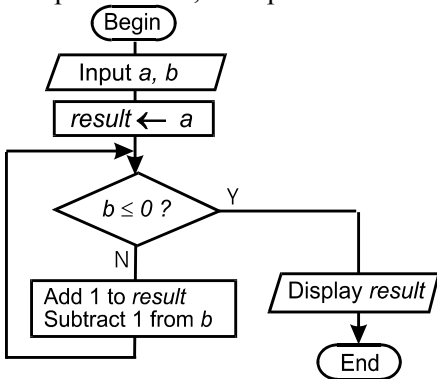 Begin
Input a, b
result ← a
b ≤ 0 ?
Y
N
Add 1 to result
Subtract 1 from b
Display result
End